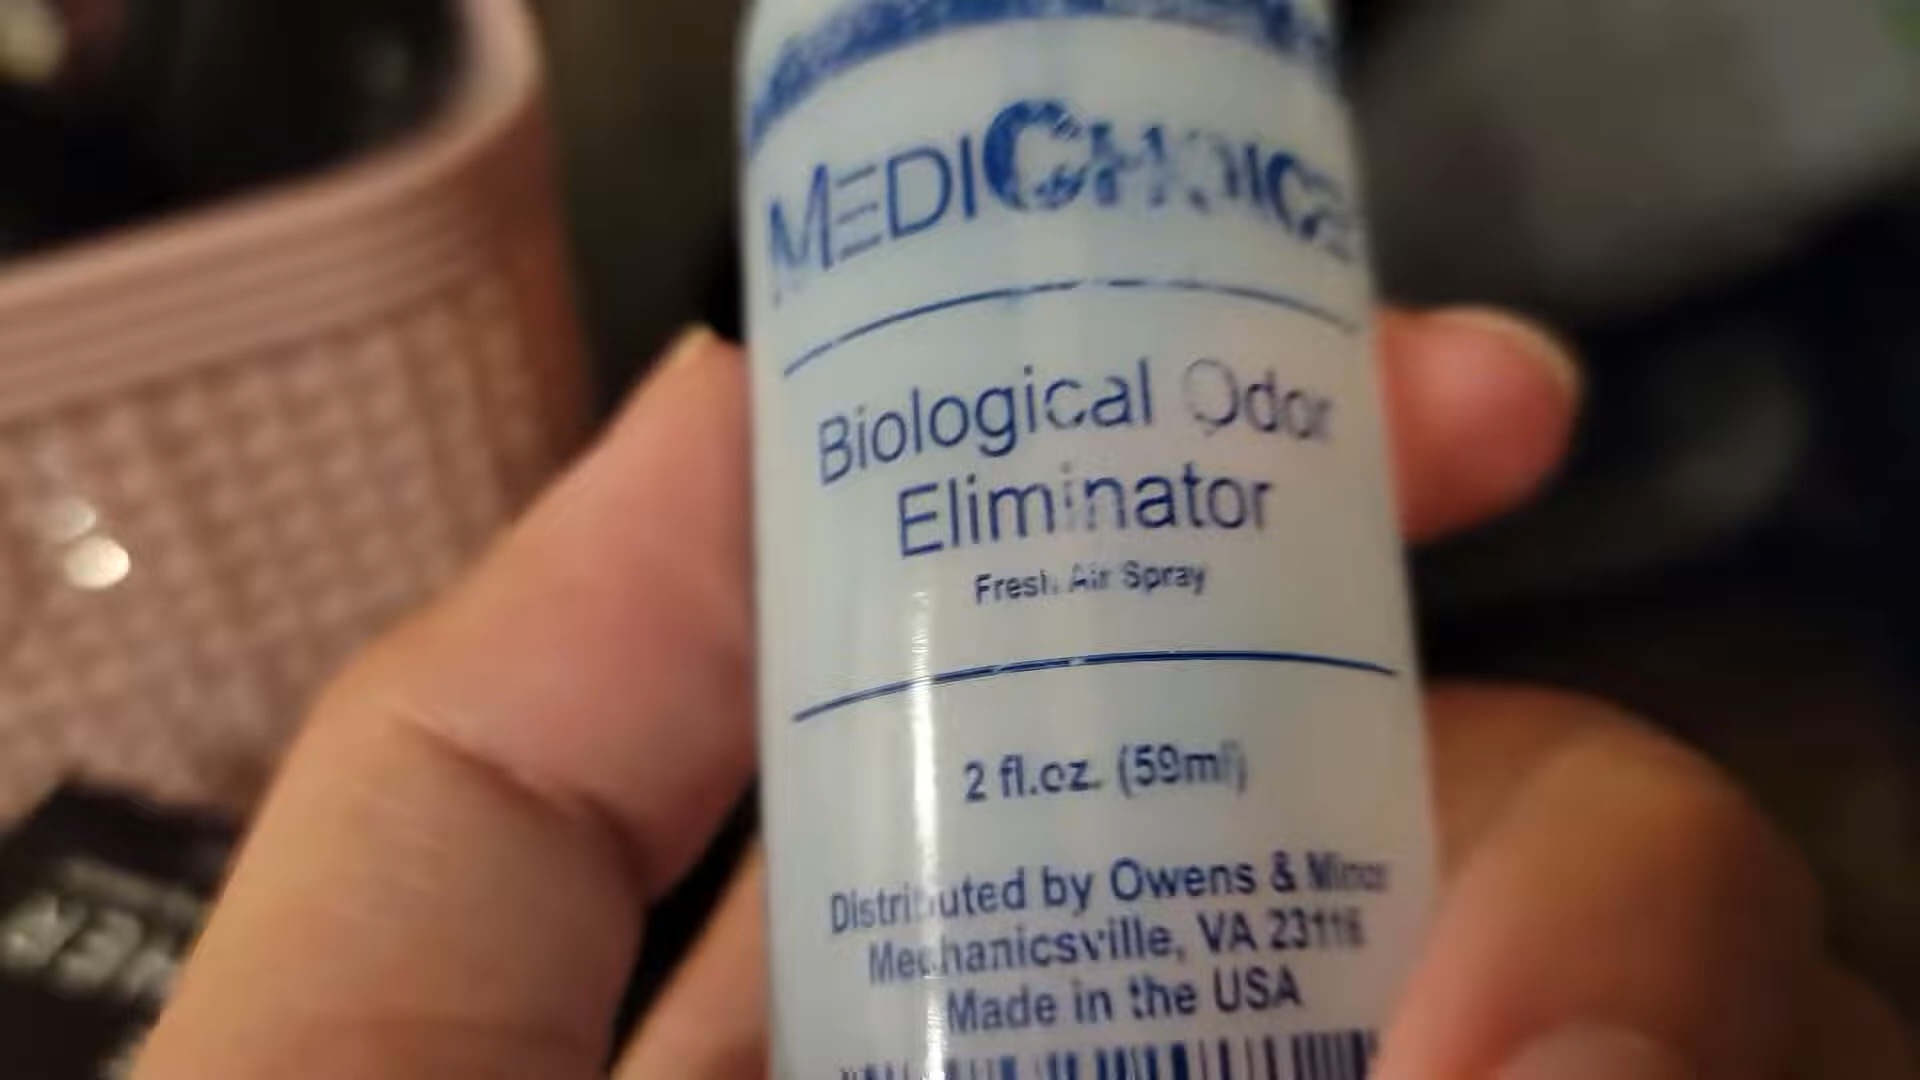 MEDICHOICE
Biological Odor
Eliminator
Fresh Air Spray
2 fl.oz. (59ml)
Distributed by Owens & Minor
Mechanicsville, VA 23116
Made in the USA